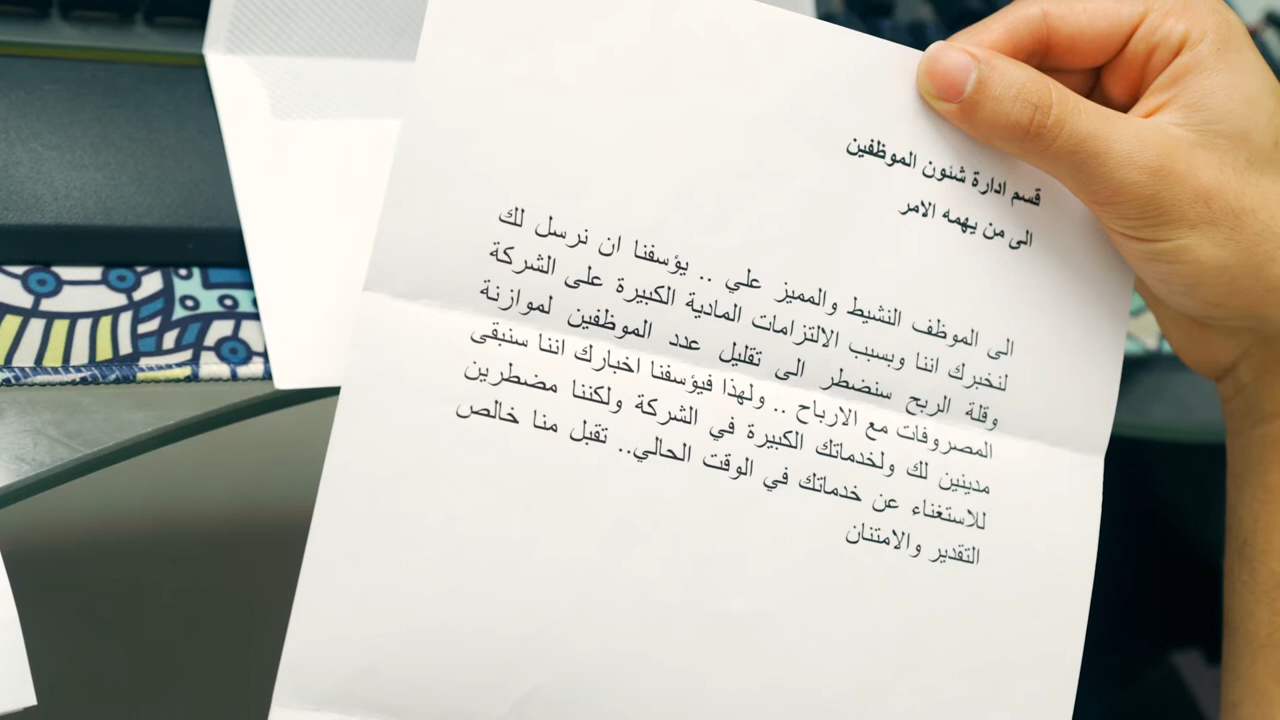 قسم ادارة شئون الموظفين
الى من يهمه الامر
الى الموظف النشيط والمميز علي .. يؤسفنا ان نرسل لك
لنخبرك اننا وبسبب الالتزامات المادية الكبيرة على الشركة
وقلة الربح سنضطر الى تقليل عدد الموظفين لموازنة
المصروفات مع الارباح .. ولهذا فيؤسفنا اخبارك اننا سنبقى
مدينين لك ولخدماتك الكبيرة في الشركة ولكننا مضطرين
للاستغناء عن خدماتك في الوقت الحالي.. تقبل منا خالص
التقدير والامتنان